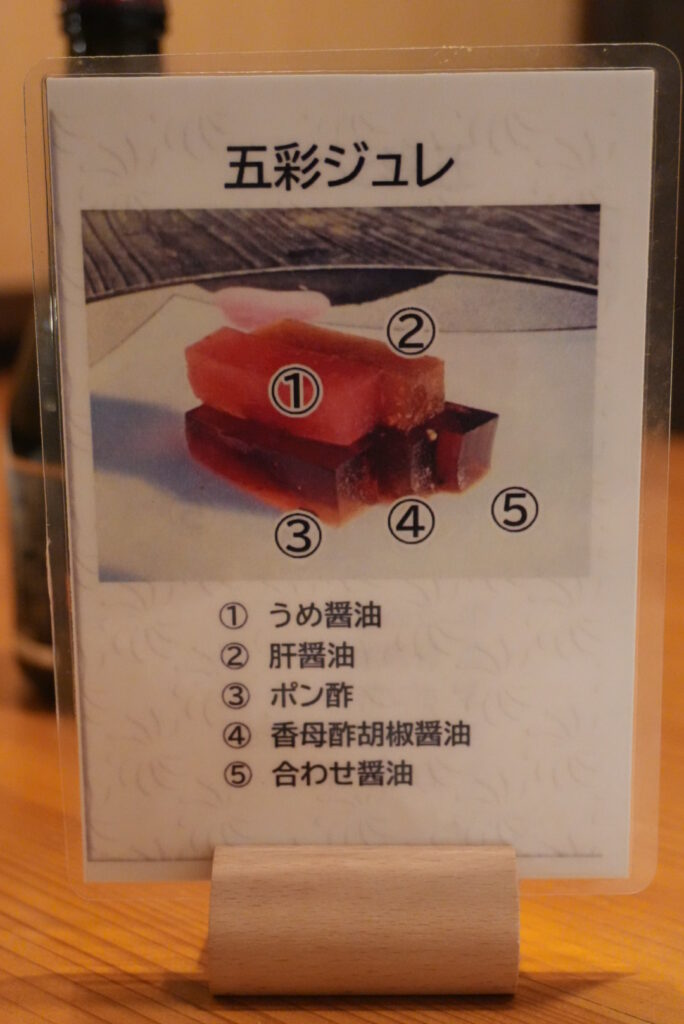 五彩ジュレ
②
①
⑤
④
③
① うめ醤油
② 肝醤油
③ ポン酢
④ 香母酢胡椒醤油
⑤ 合わせ醤油